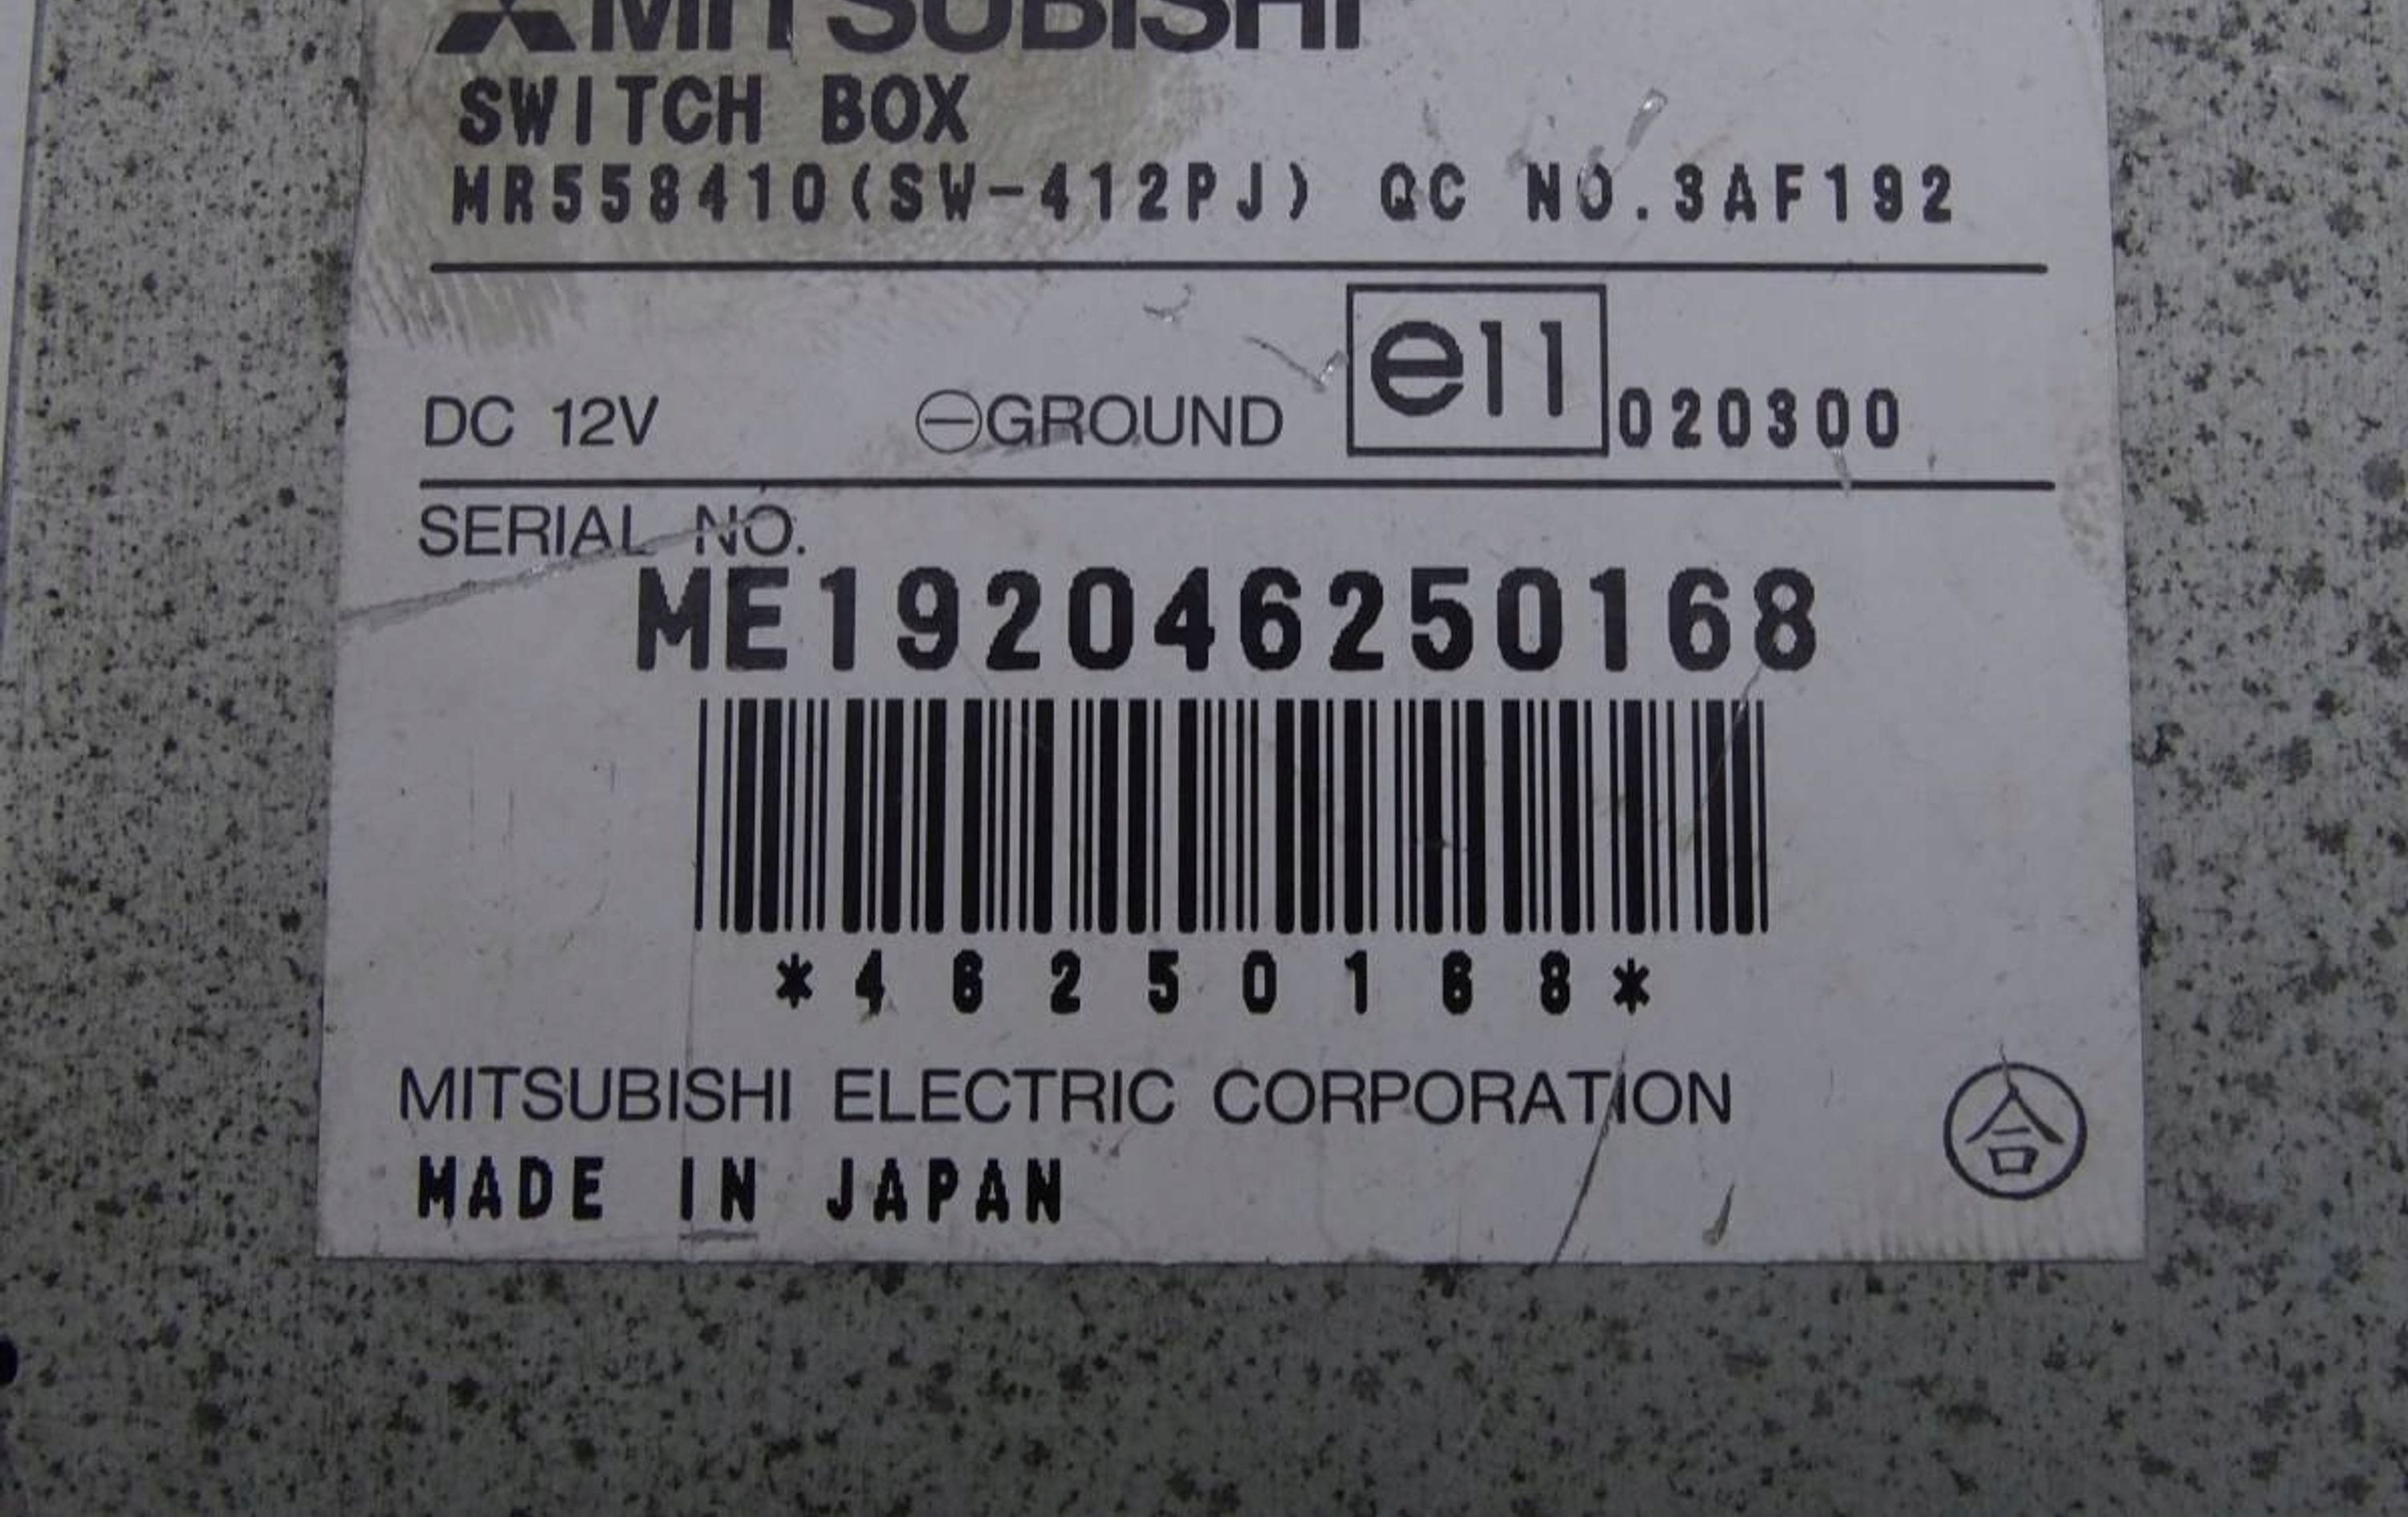 MITSUBISHI
SWITCH BOX
MR558410(SW-412PJ) QC NO.3AF192
DC 12V ⊖GROUND e11 020300
SERIAL NO.
ME192046250168
*46250168*
MITSUBISHI ELECTRIC CORPORATION
合
MADE IN JAPAN